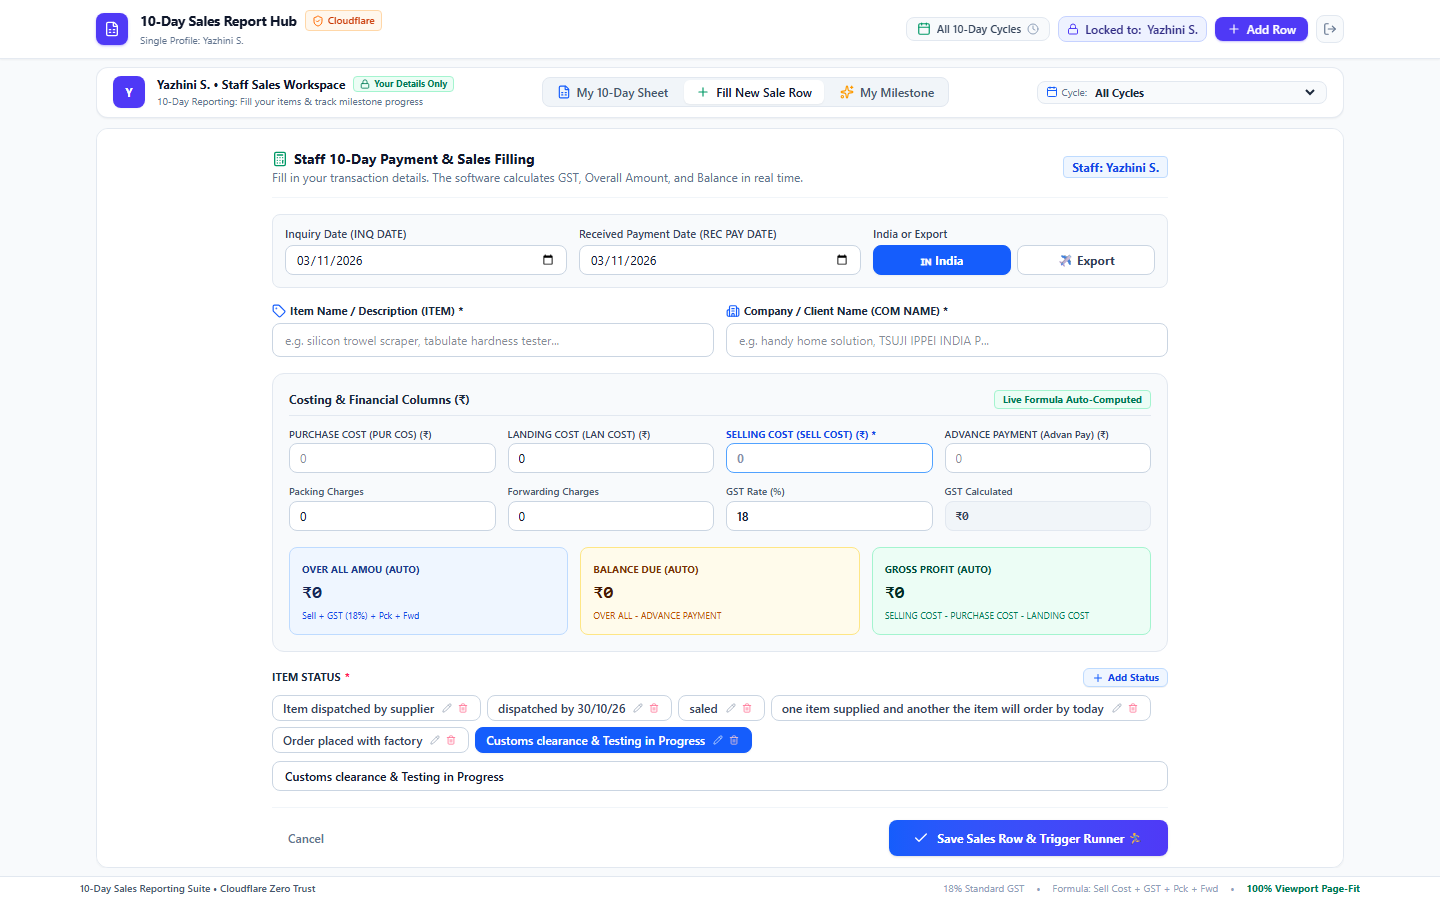 10-Day Sales Report Hub
Cloudflare
Single Profile: Yazhini S.
All 10-Day Cycles
Locked to: Yazhini S.
Add Row
Y
Yazhini S. • Staff Sales Workspace
Your Details Only
10-Day Reporting: Fill your items & track milestone progress
My 10-Day Sheet
Fill New Sale Row
My Milestone
Cycle: All Cycles
Staff 10-Day Payment & Sales Filling
Fill in your transaction details. The software calculates GST, Overall Amount, and Balance in real time.
Staff: Yazhini S.
Inquiry Date (INQ DATE)
Received Payment Date (REC PAY DATE)
India or Export
03/11/2026
03/11/2026
IN India
Export
Item Name / Description (ITEM) *
Company / Client Name (COM NAME) *
e.g. silicon trowel scraper, tabulate hardness tester...
e.g. handy home solution, TSUJI IPPEI INDIA P...
Costing & Financial Columns (₹)
Live Formula Auto-Computed
PURCHASE COST (PUR COS) (₹)
LANDING COST (LAN COST) (₹)
SELLING COST (SELL COST) (₹) *
ADVANCE PAYMENT (Advan Pay) (₹)
0
0
0
0
Packing Charges
Forwarding Charges
GST Rate (%)
GST Calculated
0
0
18
₹0
OVER ALL AMOU (AUTO)
₹0
Sell + GST (18%) + Pck + Fwd
BALANCE DUE (AUTO)
₹0
OVER ALL - ADVANCE PAYMENT
GROSS PROFIT (AUTO)
₹0
SELLING COST - PURCHASE COST - LANDING COST
ITEM STATUS *
Add Status
Item dispatched by supplier
dispatched by 30/10/26
saled
one item supplied and another the item will order by today
Order placed with factory
Customs clearance & Testing in Progress
Customs clearance & Testing in Progress
Cancel
Save Sales Row & Trigger Runner
10-Day Sales Reporting Suite • Cloudflare Zero Trust
18% Standard GST • Formula: Sell Cost + GST + Pck + Fwd • 100% Viewport Page-Fit